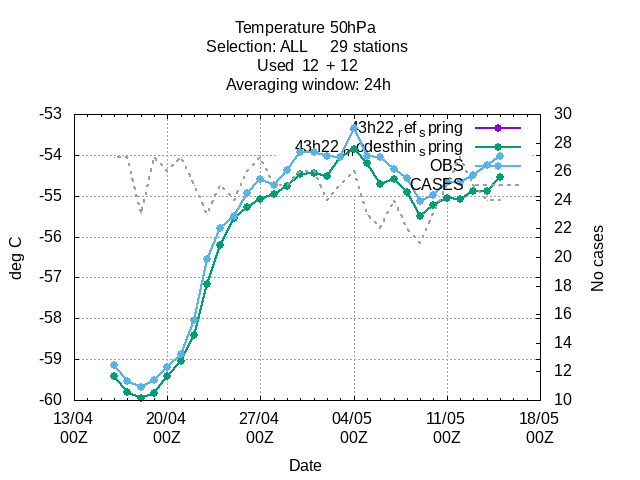 Temperature 50hPa
Selection: ALL 29 stations
Used 12 + 12
Averaging window: 24h
-53 30
43h22_ref_spring
28
43h22_modesthin_spring
-54
OBS 26
CASES
-55 24
22
-56
20
-57 18
16
-58
14
-59
12
-60 10
deg C
No cases
13/04 20/04 27/04 04/05 11/05 18/05
00Z 00Z 00Z 00Z 00Z 00Z
Date